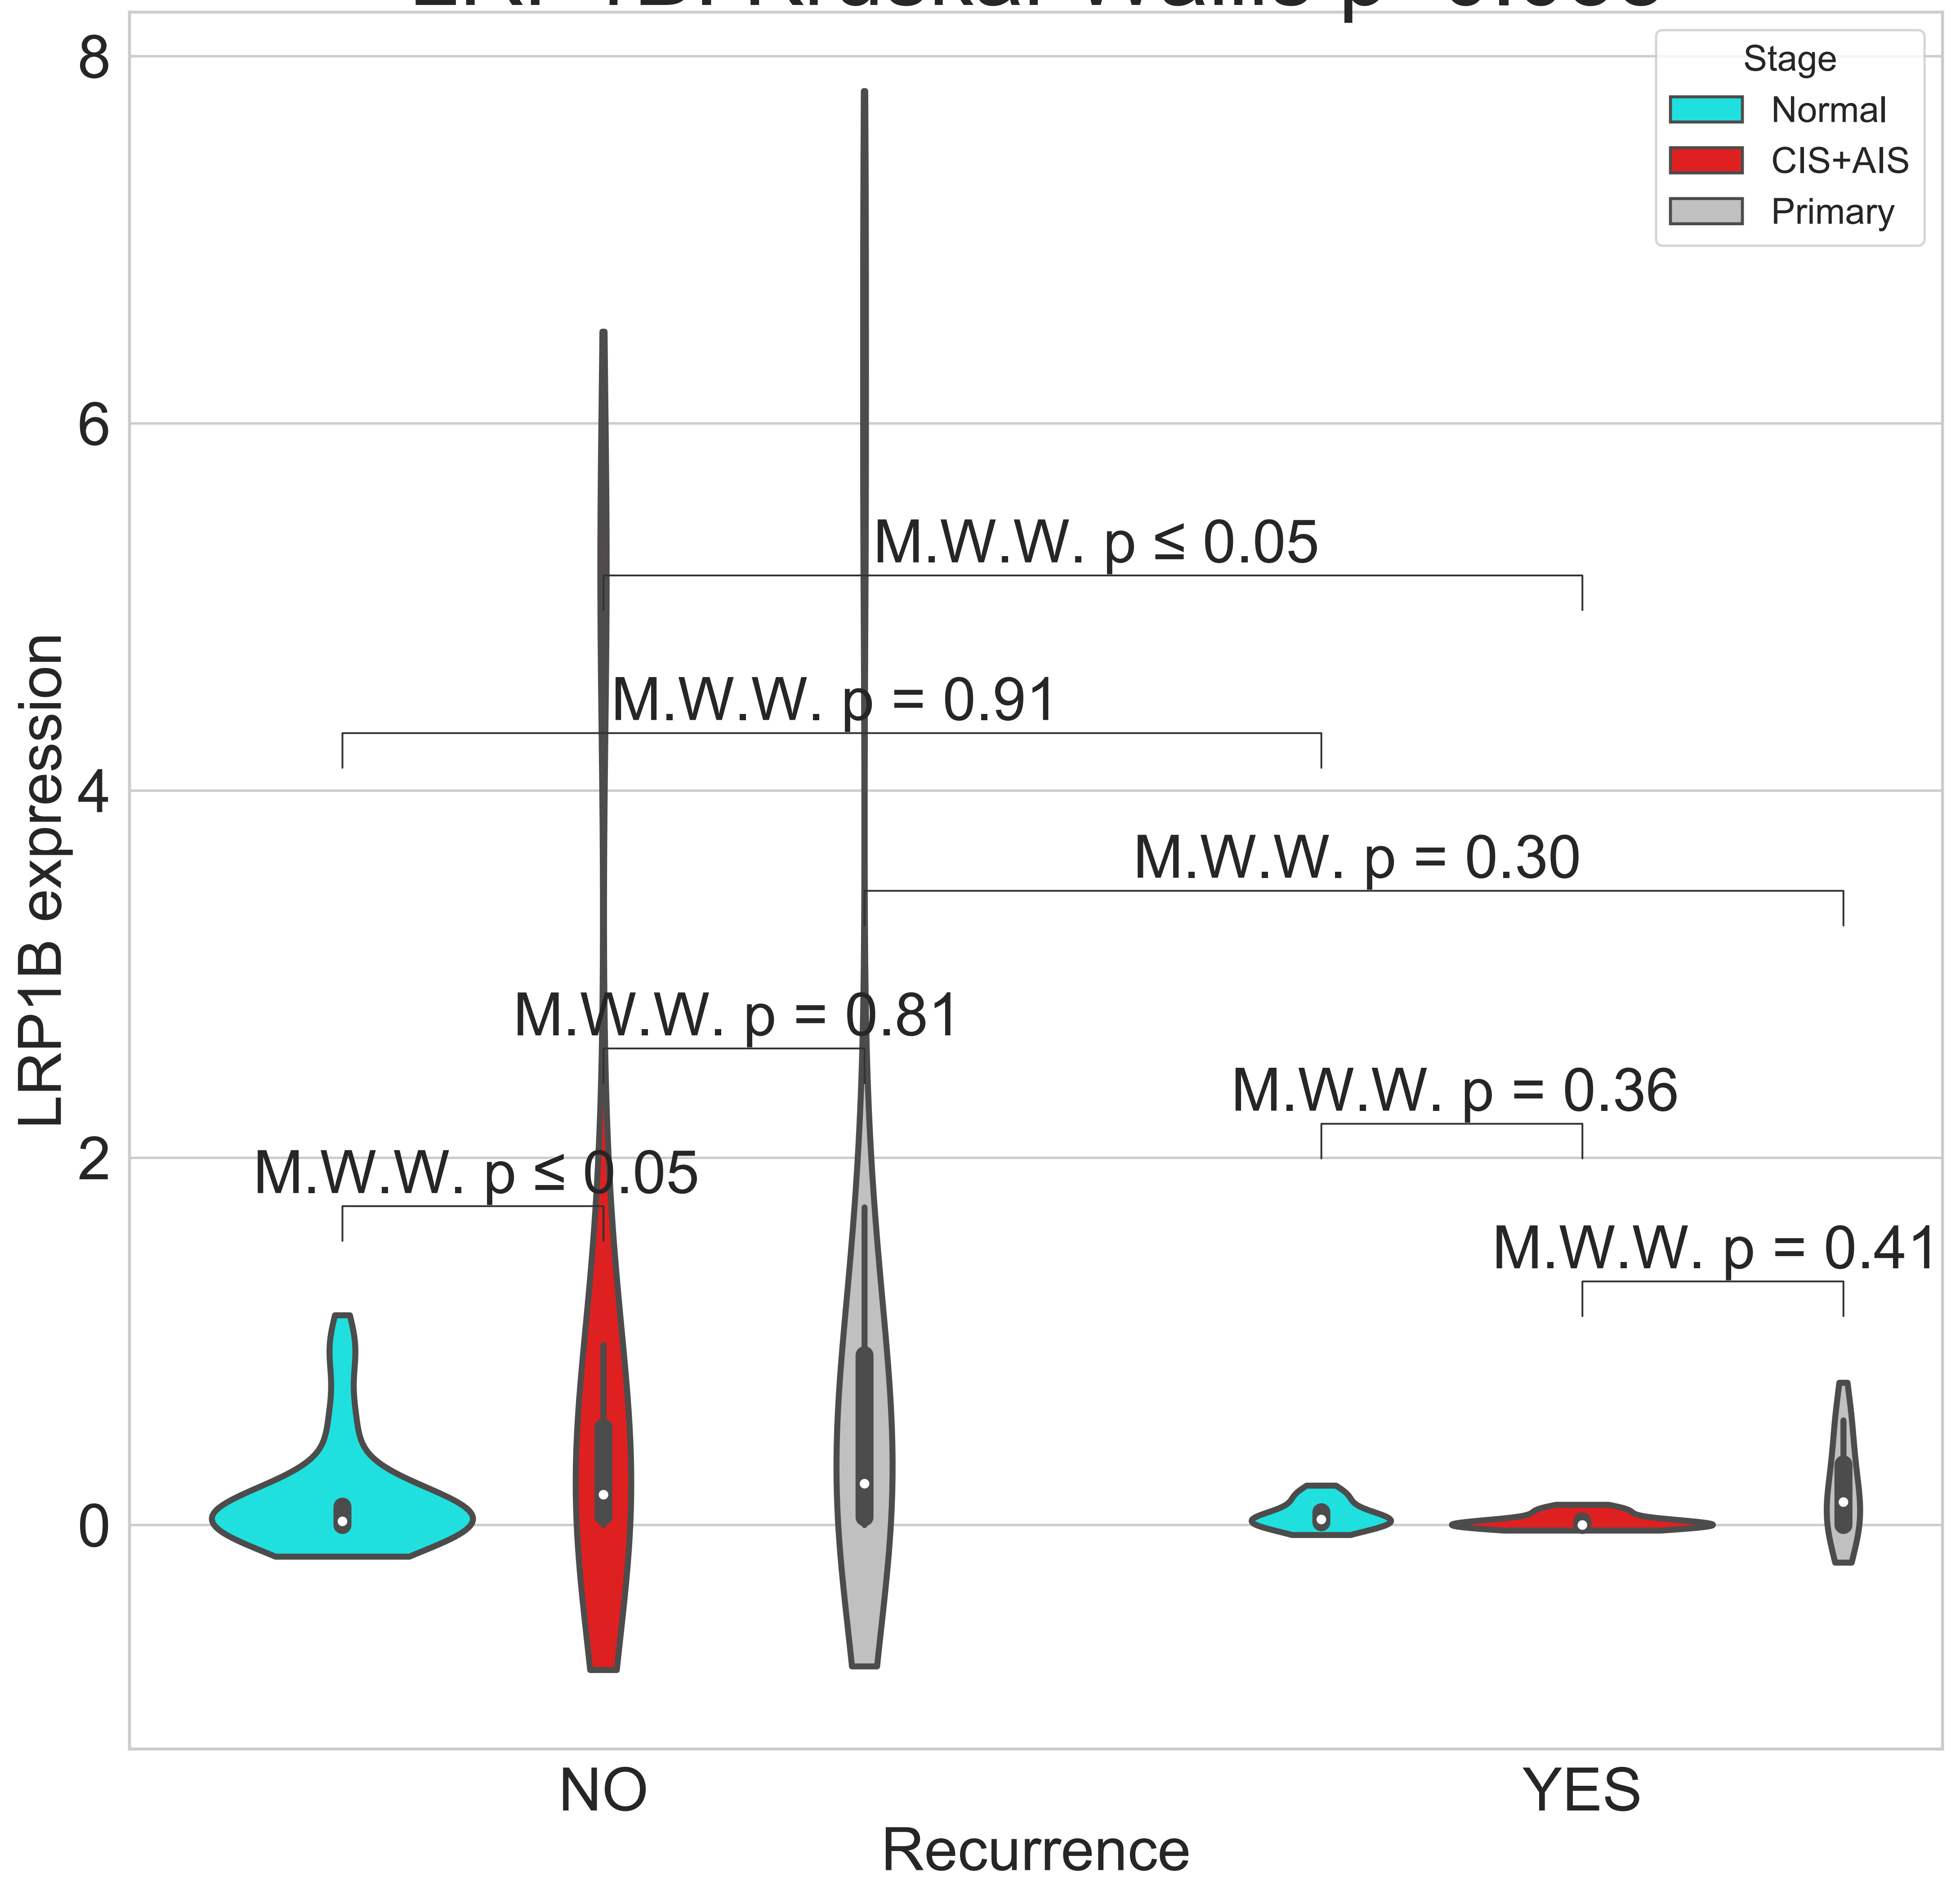 8
Stage
Normal
CIS+AIS
Primary
6
M.W.W. p ≤ 0.05
M.W.W. p = 0.91
4
M.W.W. p = 0.30
LRP1B expression
M.W.W. p = 0.81
M.W.W. p = 0.36
2
M.W.W. p ≤ 0.05
M.W.W. p = 0.41
0
NO
YES
Recurrence